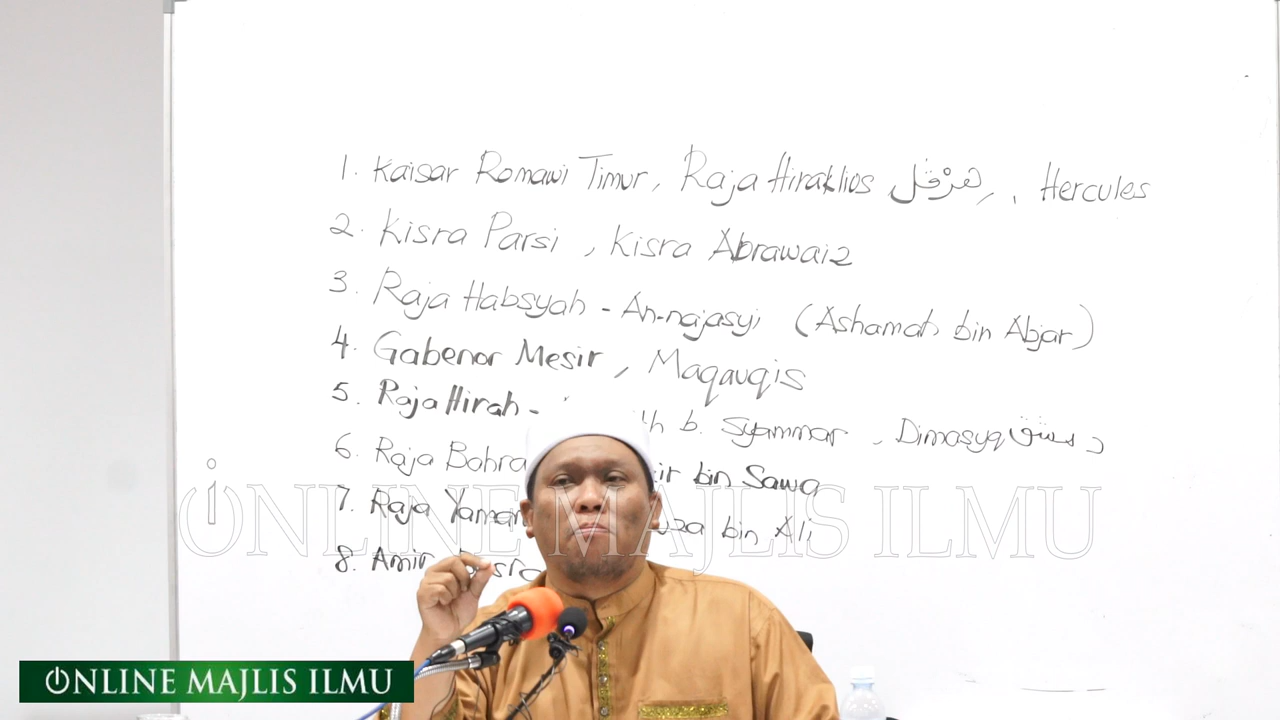 1. Kaisar Romawi Timur, Raja Hiraklios هرقل, Hercules
2. Kisra Parsi, Kisra Abrawaiz
3. Raja Habsyah - An-najasyi (Ashamah bin Abjar)
4. Gabenor Mesir, Maqauqis
5. Raja Hirah - b. Syammar, Dimasyq دمشق
6. Raja bin Sawa
7. Raja bin Ali
8. Amir
ONLINE MAJLIS ILMU
ONLINE MAJLIS ILMU